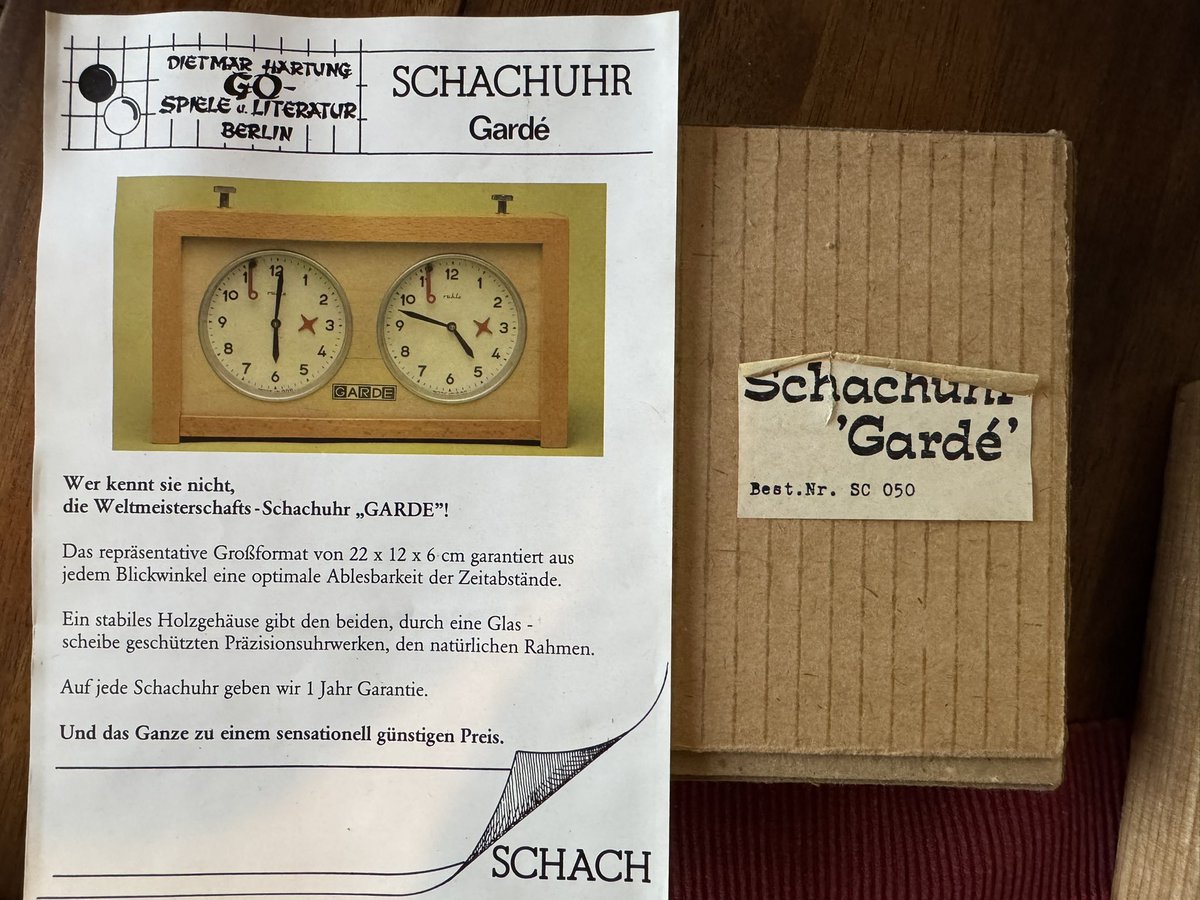 DIETMAR HARTUNG
GO-
SPIELE u. LITERATUR
BERLIN
SCHACHUHR
Gardé
GARDE
Wer kennt sie nicht,
die Weltmeisterschafts-Schachuhr „GARDE”!
Das repräsentative Großformat von 22 x 12 x 6 cm garantiert aus
jedem Blickwinkel eine optimale Ablesbarkeit der Zeitabstände.
Ein stabiles Holzgehäuse gibt den beiden, durch eine Glas -
scheibe geschützten Präzisionsuhrwerken, den natürlichen Rahmen.
Auf jede Schachuhr geben wir 1 Jahr Garantie.
Und das Ganze zu einem sensationell günstigen Preis.
SCHACH
Schachuhr
'Gardé'
Best.Nr. SC 050